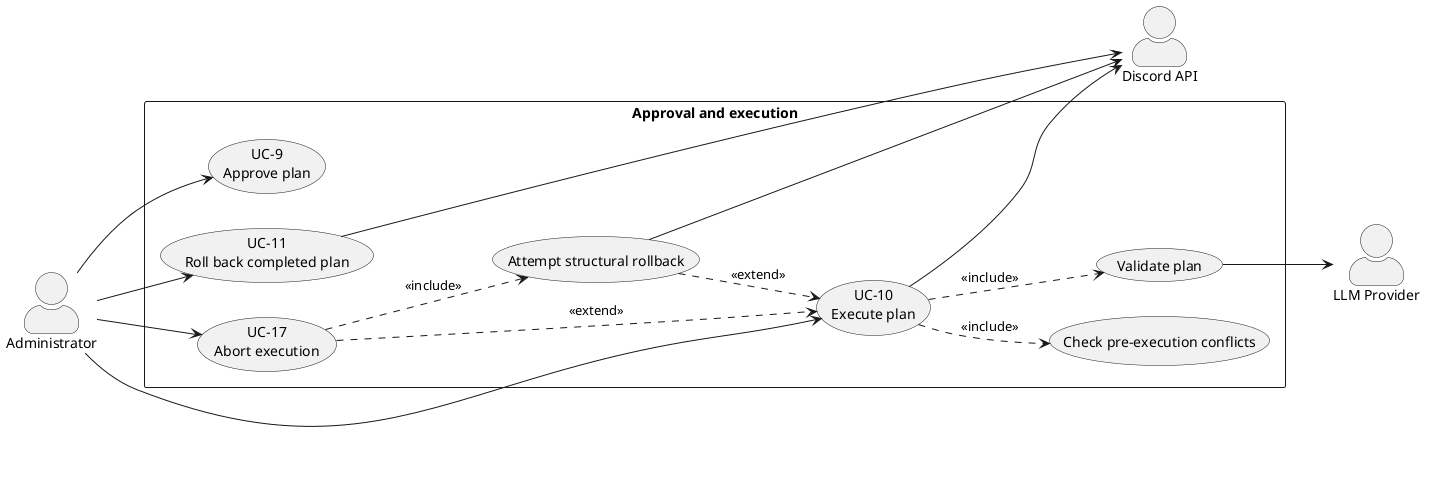 Discord API
Approval and execution
UC-9
Approve plan
UC-11
Roll back completed plan
Attempt structural rollback
«extend»
«include»
UC-10
Execute plan
«include»
Validate plan
LLM Provider
Administrator
UC-17
Abort execution
«extend»
«include»
Check pre-execution conflicts